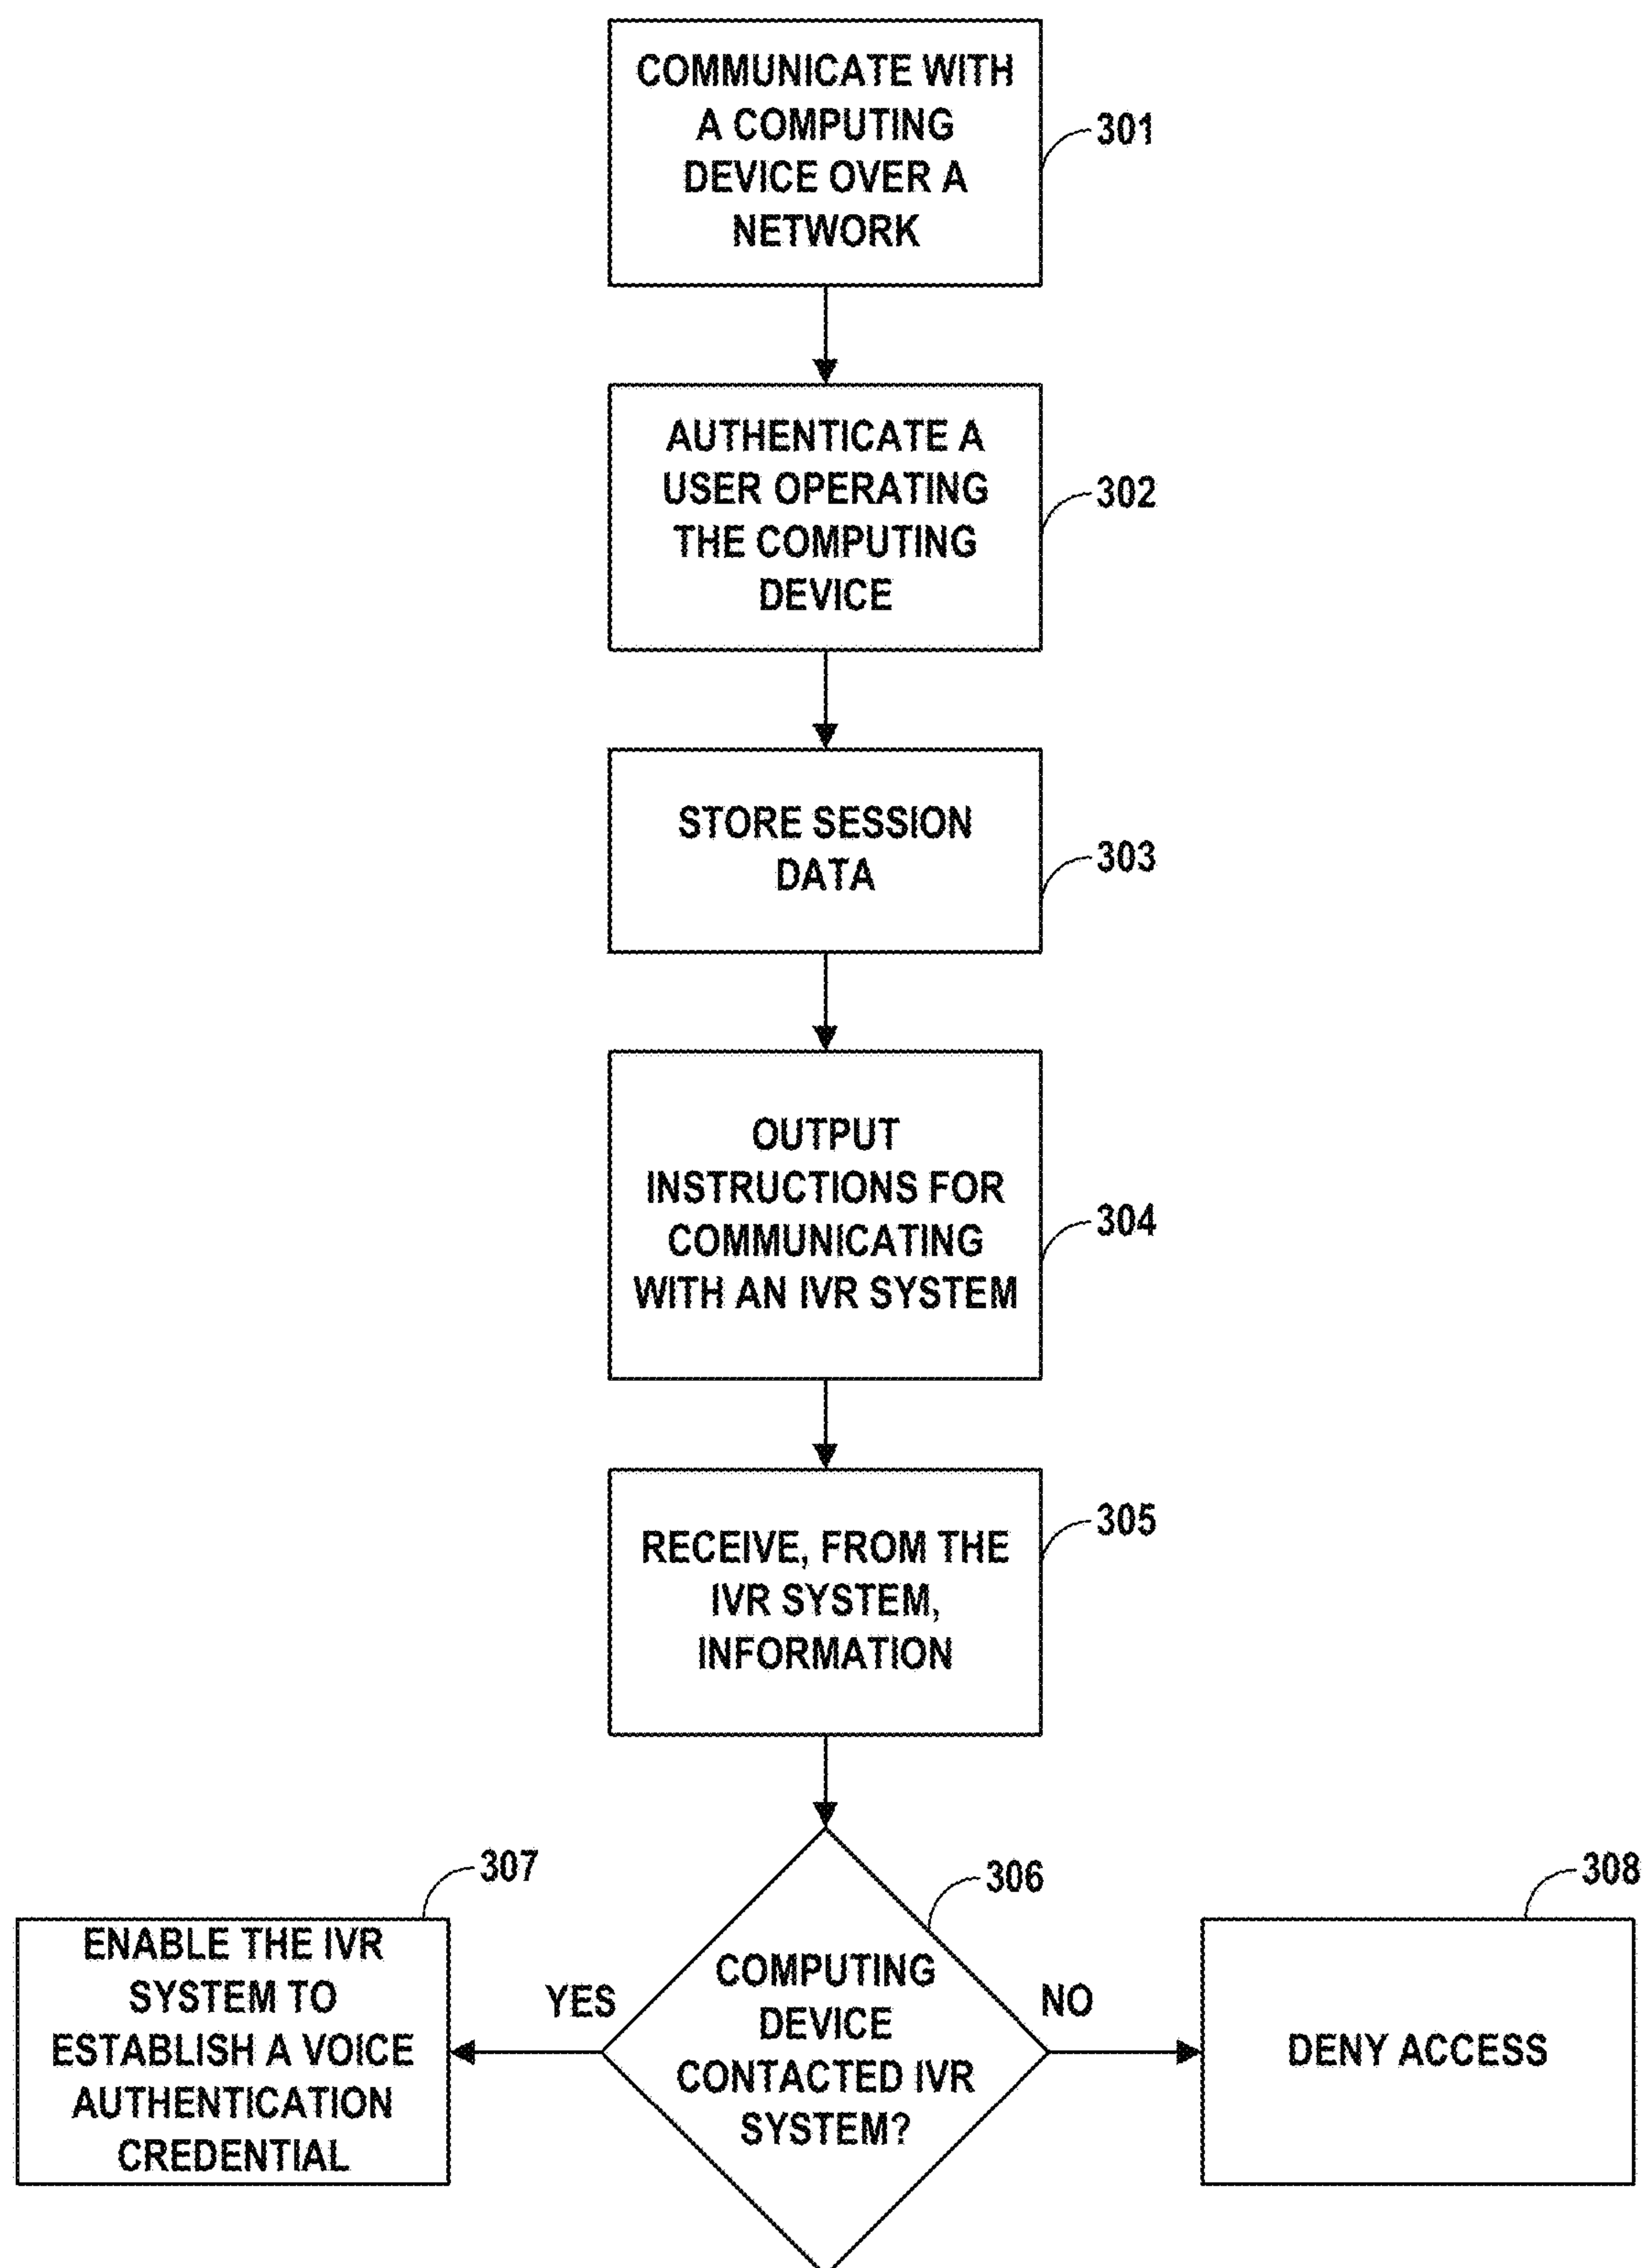 COMMUNICATE WITH
A COMPUTING
DEVICE OVER A
NETWORK
301
AUTHENTICATE A
USER OPERATING
THE COMPUTING
DEVICE
302
STORE SESSION
DATA
303
OUTPUT
INSTRUCTIONS FOR
COMMUNICATING
WITH AN IVR SYSTEM
304
RECEIVE, FROM THE
IVR SYSTEM,
INFORMATION
305
306
COMPUTING
DEVICE
CONTACTED IVR
SYSTEM?
YES
307
ENABLE THE IVR
SYSTEM TO
ESTABLISH A VOICE
AUTHENTICATION
CREDENTIAL
NO
308
DENY ACCESS